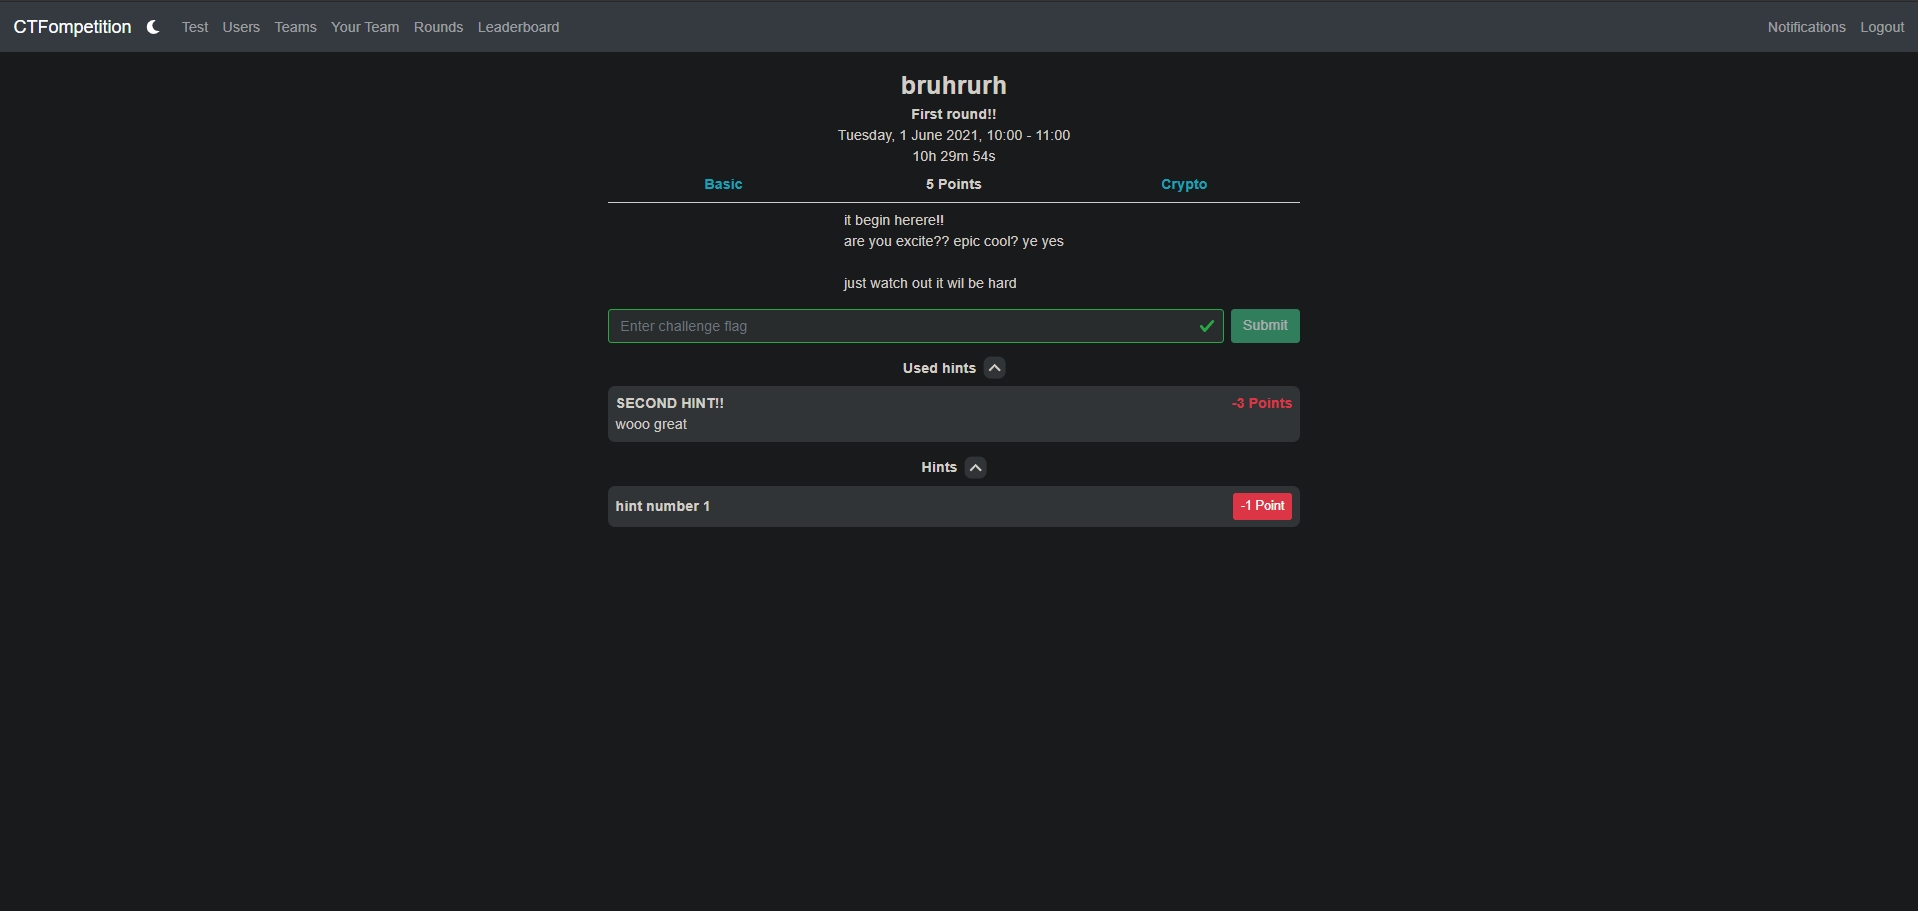 CTFompetition Test Users Teams Your Team Rounds Leaderboard Notifications Logout
bruhrurh
First round!!
Tuesday, 1 June 2021, 10:00 - 11:00
10h 29m 54s
Basic 5 Points Crypto
it begin herere!!
are you excite?? epic cool? ye yes
just watch out it wil be hard
Enter challenge flag Submit
Used hints
SECOND HINT!! -3 Points
wooo great
Hints
hint number 1 -1 Point